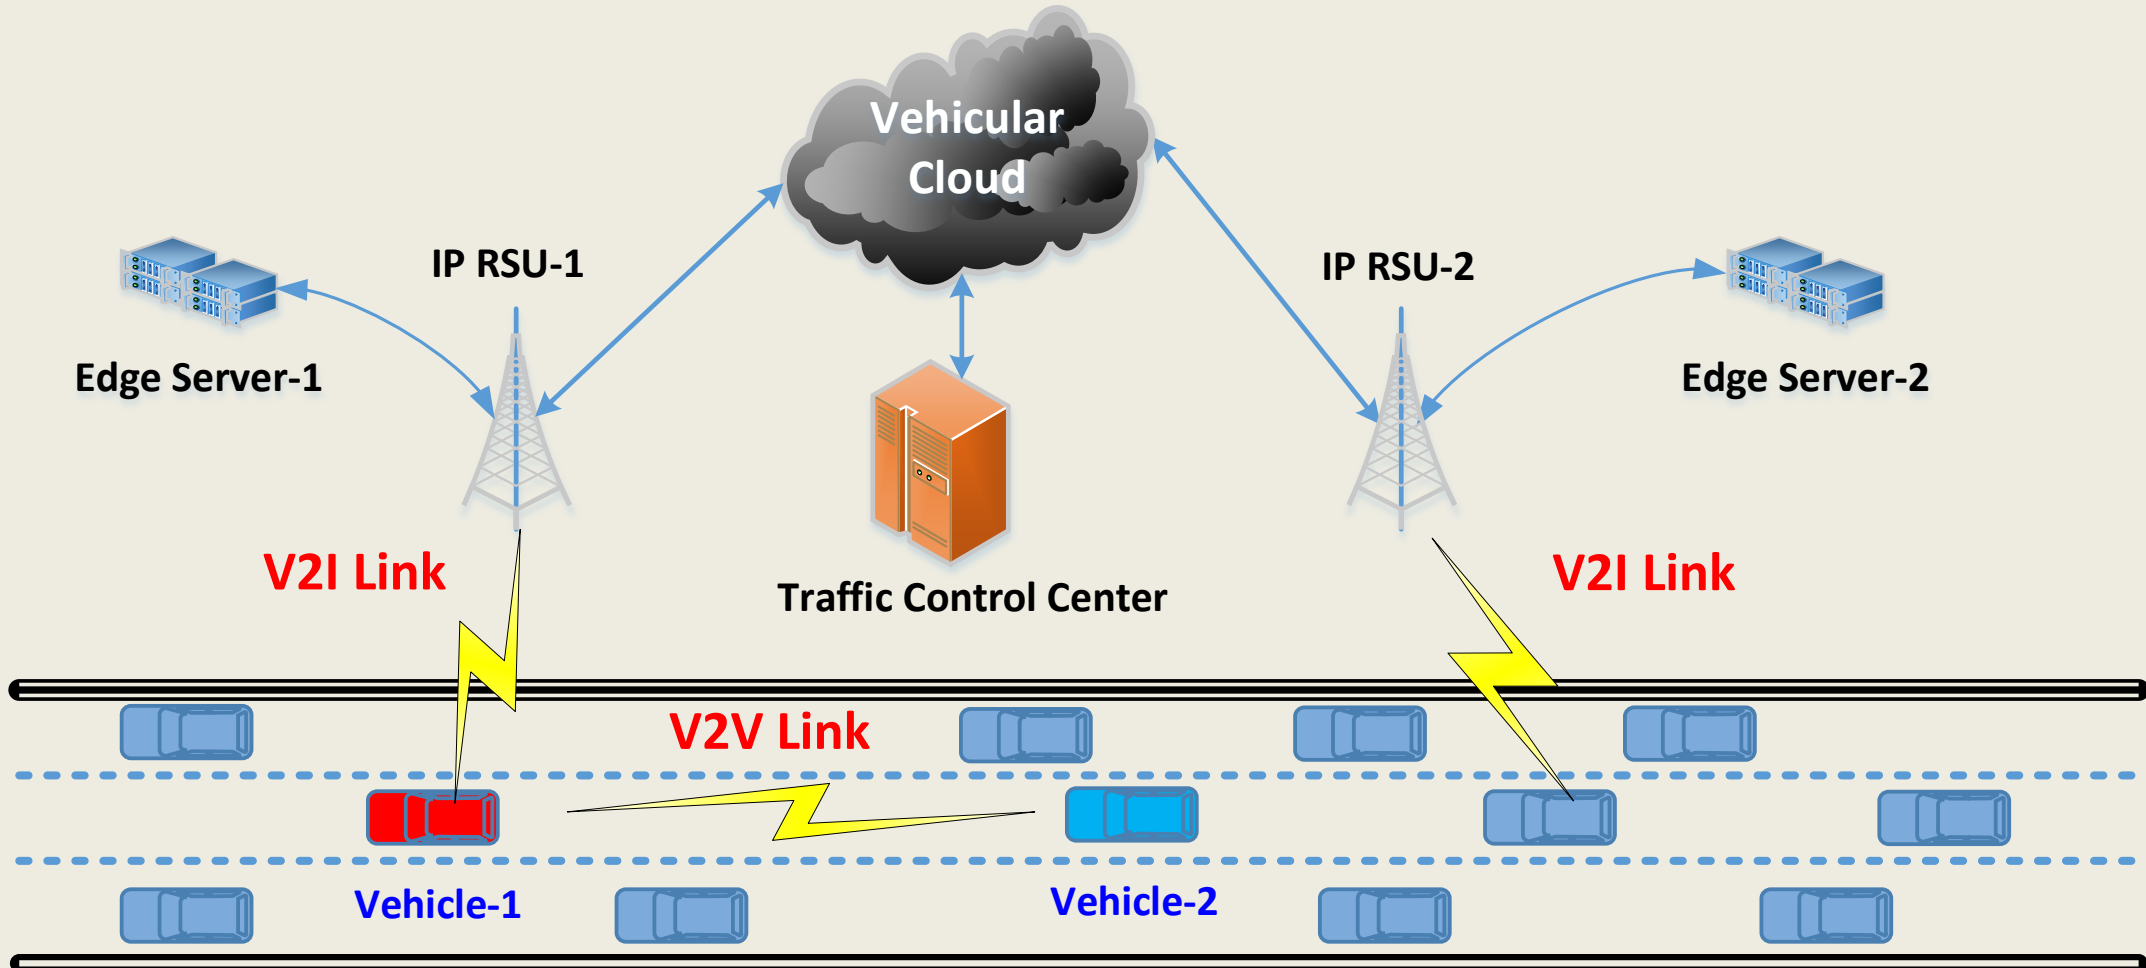 Vehicular
Cloud
IP RSU-1
IP RSU-2
Edge Server-1
Edge Server-2
V2I Link
V2I Link
Traffic Control Center
V2V Link
Vehicle-1
Vehicle-2